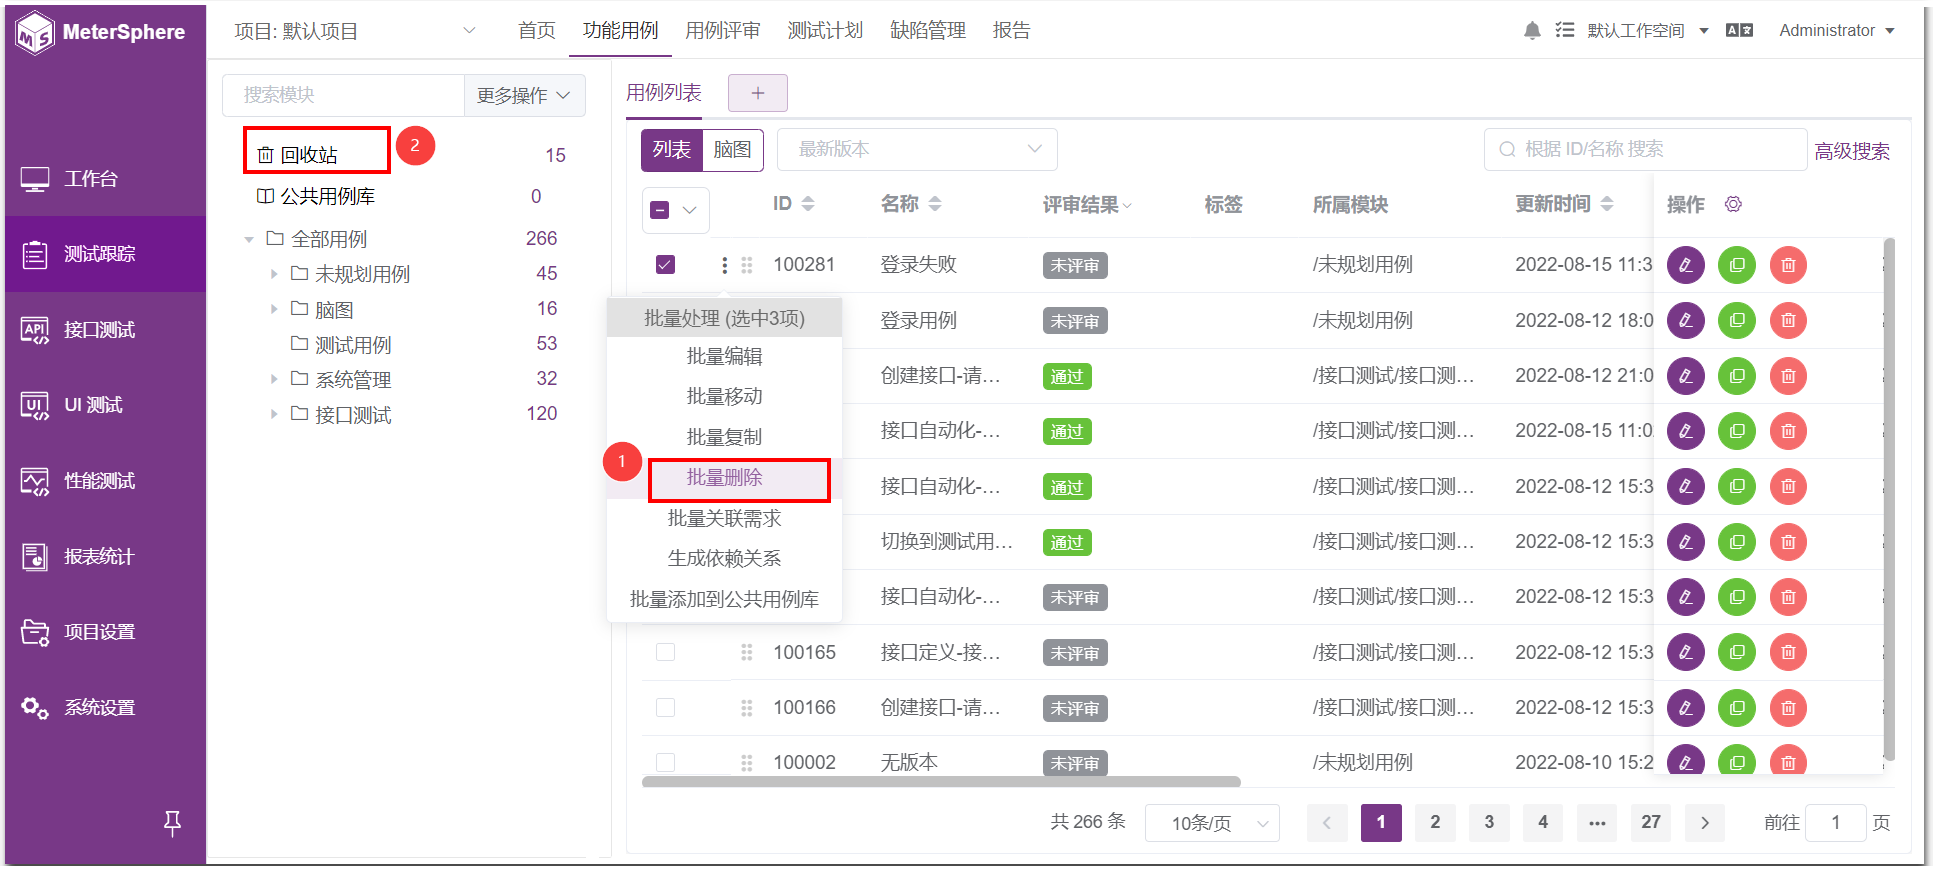 MeterSphere
项目: 默认项目
首页
功能用例
用例评审
测试计划
缺陷管理
报告
默认工作空间
Administrator
工作台
测试跟踪
接口测试
UI 测试
性能测试
报表统计
项目设置
系统设置
搜索模块
更多操作
回收站 15
2
公共用例库 0
全部用例 266
未规划用例 45
脑图 16
测试用例 53
系统管理 32
接口测试 120
用例列表
+
列表
脑图
最新版本
根据 ID/名称 搜索
高级搜索
ID 名称 评审结果 标签 所属模块 更新时间 操作
100281 登录失败 未评审 /未规划用例 2022-08-15 11:3
登录用例 未评审 /未规划用例 2022-08-12 18:0
创建接口-请... 通过 /接口测试/接口测... 2022-08-12 21:0
接口自动化-... 通过 /接口测试/接口测... 2022-08-15 11:0
接口自动化-... 通过 /接口测试/接口测... 2022-08-12 15:3
切换到测试用... 通过 /接口测试/接口测... 2022-08-12 15:3
接口自动化-... 未评审 /接口测试/接口测... 2022-08-12 15:3
100165 接口定义-接... 未评审 /接口测试/接口测... 2022-08-12 15:3
100166 创建接口-请... 未评审 /接口测试/接口测... 2022-08-12 15:3
100002 无版本 未评审 /未规划用例 2022-08-10 15:2
批量处理 (选中3项)
批量编辑
批量移动
批量复制
1
批量删除
批量关联需求
生成依赖关系
批量添加到公共用例库
共 266 条
10条/页
1 2 3 4 ... 27
前往 1 页